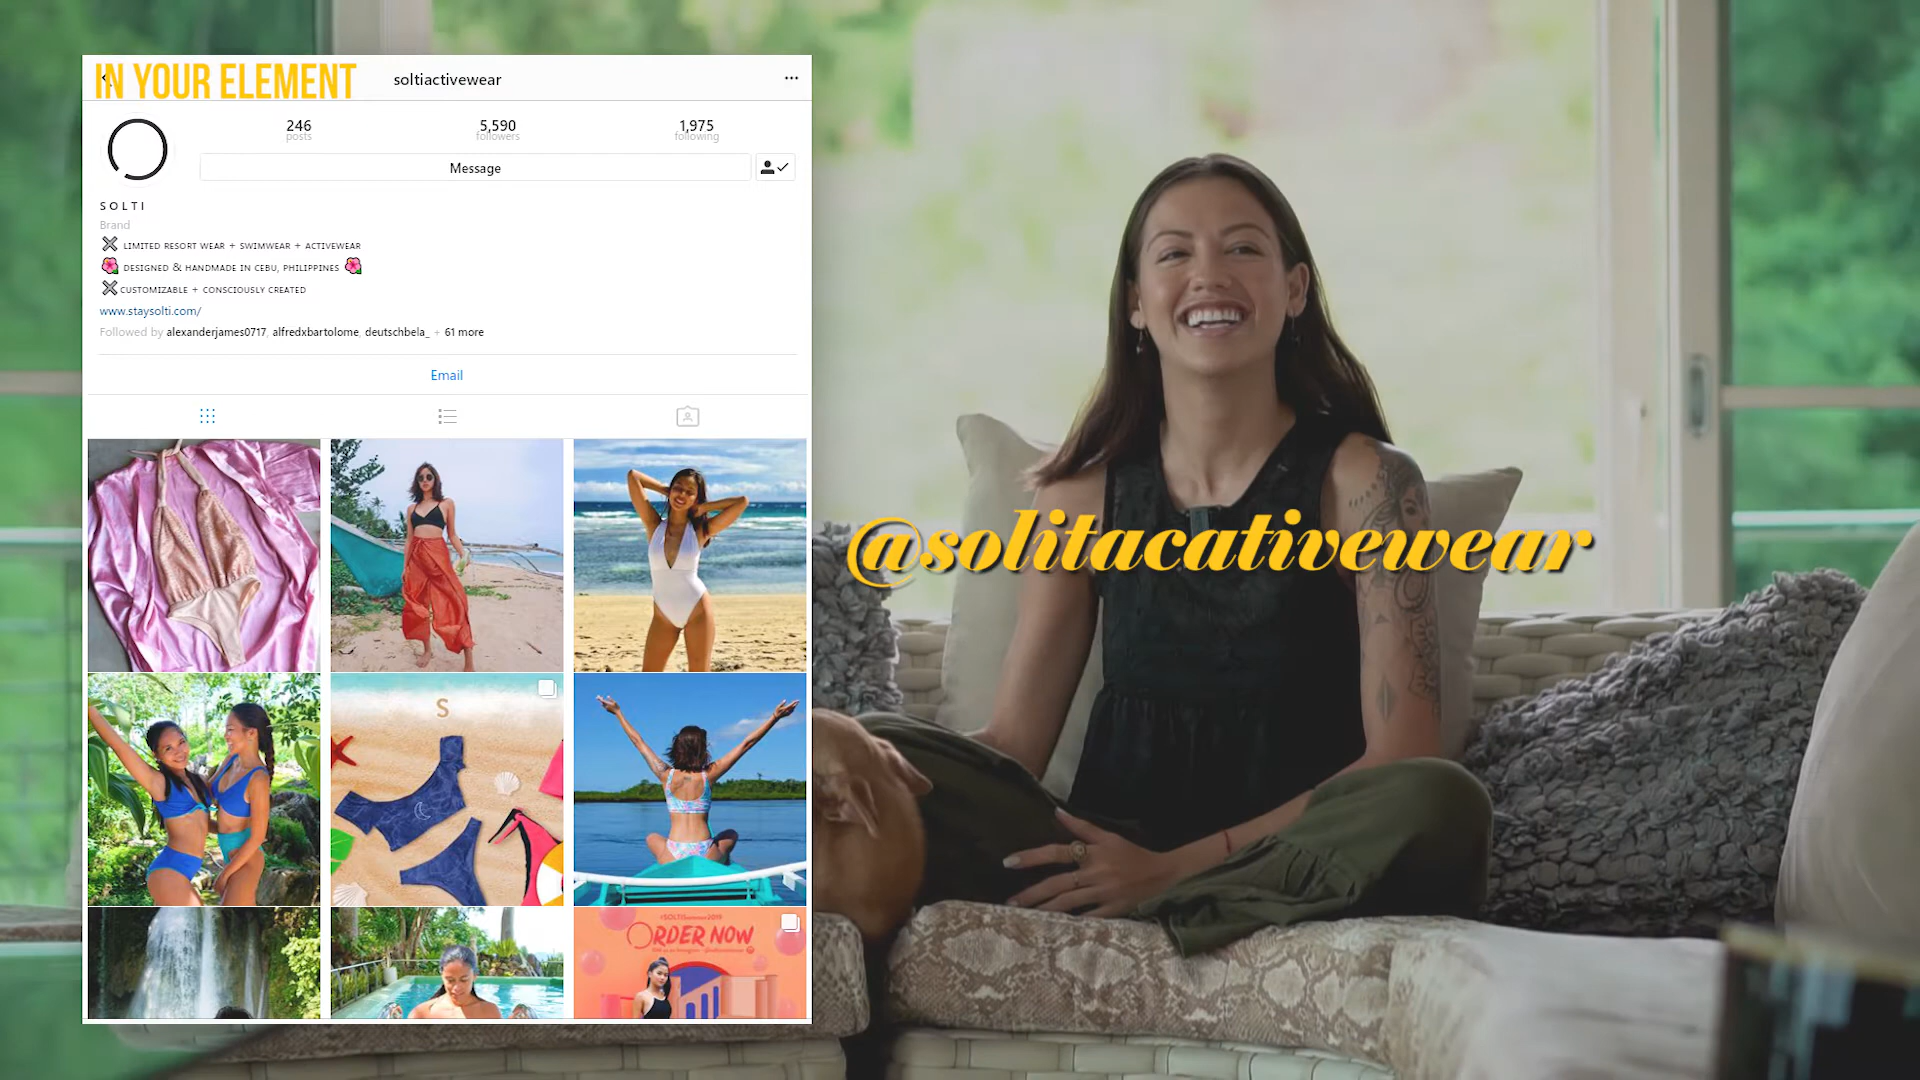 IN YOUR ELEMENT
soltiactivewear
246 5,590 1,975
posts followers following
Message
SOLTI
Brand
LIMITED RESORT WEAR + SWIMWEAR + ACTIVEWEAR
DESIGNED & HANDMADE IN CEBU, PHILIPPINES
CUSTOMIZABLE + CONSCIOUSLY CREATED
www.staysolti.com/
Followed by alexanderjames0717, alfredxbartolome, deutschbela_ + 61 more
Email
@solitacativewear
S
#SOLTISummer2019
ORDER NOW